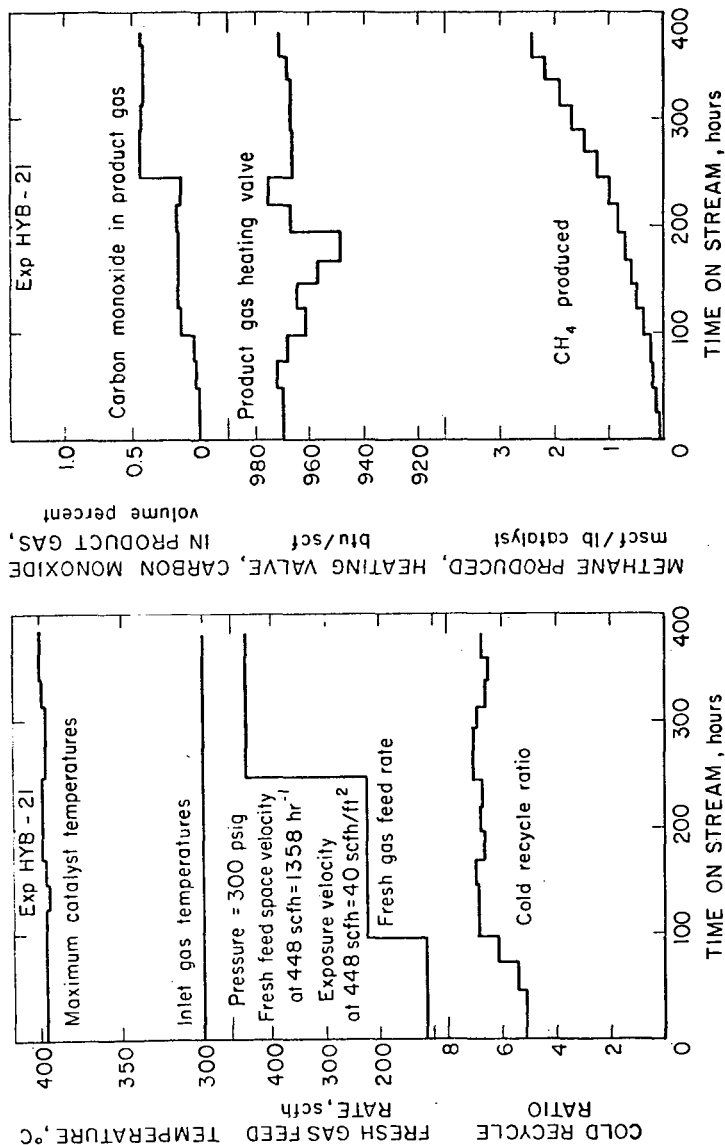 Exp HYB-21
TEMPERATURE, °C
400
350
300
Maximum catalyst temperatures
Inlet gas temperatures
FRESH GAS FEED
RATE, scfh
400
200
Pressure = 300 psig
Fresh feed space velocity
at 448 scfh = 1358 hr⁻¹
Exposure velocity
at 448 scfh = 40 scfh/ft²
Fresh gas feed rate
COLD RECYCLE
RATIO
8
6
4
2
Cold recycle ratio
0
100
200
300
400
TIME ON STREAM, hours
Exp HYB-21
METHANE PRODUCED, HEATING VALVE, CARBON MONOXIDE
IN PRODUCT GAS,
volume percent
btu/scf
mscf/lb catalyst
1.0
0.5
0
Carbon monoxide in product gas
980
960
940
920
Product gas heating valve
3
2
1
CH₄ produced
0
100
200
300
400
TIME ON STREAM, hours